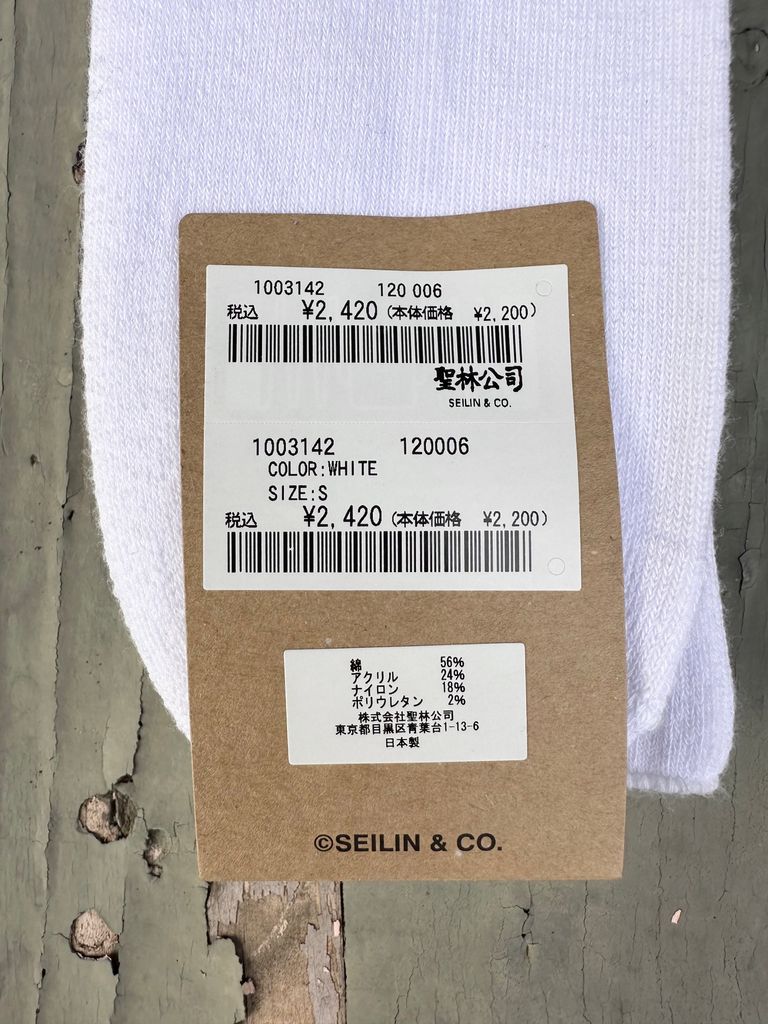 1003142 120 006
税込 ¥2,420 (本体価格 ¥2,200)
聖林公司
SEILIN & CO.
1003142 120006
COLOR:WHITE
SIZE:S
税込 ¥2,420 (本体価格 ¥2,200)
綿 56%
アクリル 24%
ナイロン 18%
ポリウレタン 2%
株式会社聖林公司
東京都目黒区青葉台1-13-6
日本製
©SEILIN & CO.